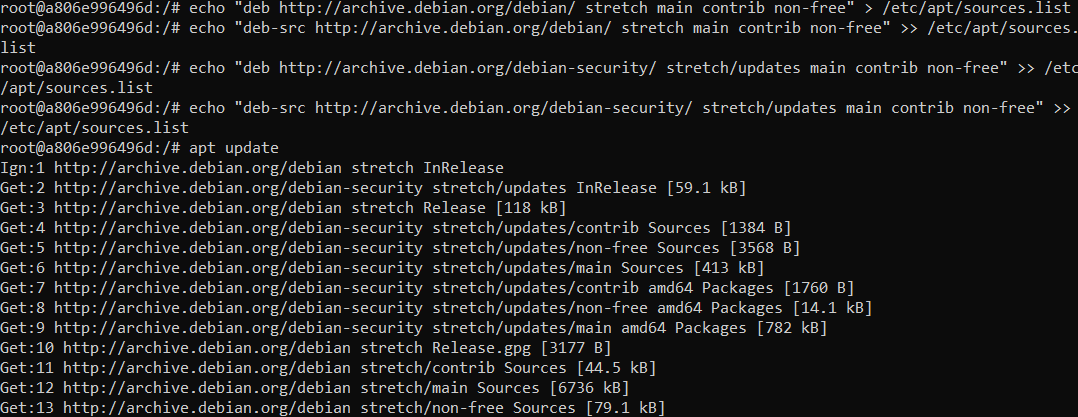 root@a806e996496d:/# echo "deb http://archive.debian.org/debian/ stretch main contrib non-free" > /etc/apt/sources.list
root@a806e996496d:/# echo "deb-src http://archive.debian.org/debian/ stretch main contrib non-free" >> /etc/apt/sources.
list
root@a806e996496d:/# echo "deb http://archive.debian.org/debian-security/ stretch/updates main contrib non-free" >> /etc
/apt/sources.list
root@a806e996496d:/# echo "deb-src http://archive.debian.org/debian-security/ stretch/updates main contrib non-free" >>
/etc/apt/sources.list
root@a806e996496d:/# apt update
Ign:1 http://archive.debian.org/debian stretch InRelease
Get:2 http://archive.debian.org/debian-security stretch/updates InRelease [59.1 kB]
Get:3 http://archive.debian.org/debian stretch Release [118 kB]
Get:4 http://archive.debian.org/debian-security stretch/updates/contrib Sources [1384 B]
Get:5 http://archive.debian.org/debian-security stretch/updates/non-free Sources [3568 B]
Get:6 http://archive.debian.org/debian-security stretch/updates/main Sources [413 kB]
Get:7 http://archive.debian.org/debian-security stretch/updates/contrib amd64 Packages [1760 B]
Get:8 http://archive.debian.org/debian-security stretch/updates/non-free amd64 Packages [14.1 kB]
Get:9 http://archive.debian.org/debian-security stretch/updates/main amd64 Packages [782 kB]
Get:10 http://archive.debian.org/debian stretch Release.gpg [3177 B]
Get:11 http://archive.debian.org/debian stretch/contrib Sources [44.5 kB]
Get:12 http://archive.debian.org/debian stretch/main Sources [6736 kB]
Get:13 http://archive.debian.org/debian stretch/non-free Sources [79.1 kB]